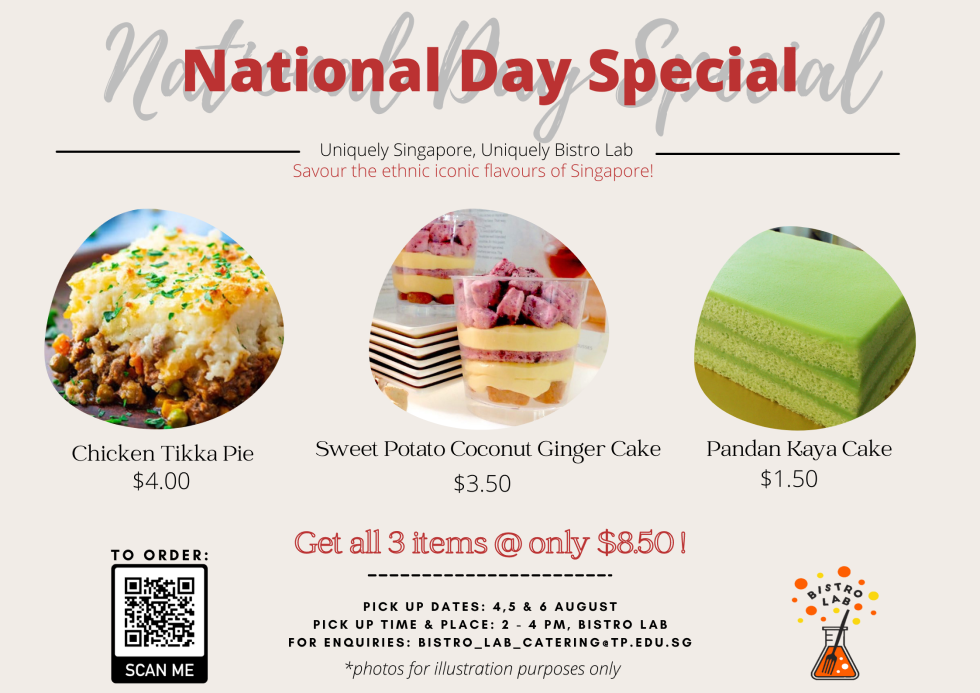 National Day Special
National Day Special
Uniquely Singapore, Uniquely Bistro Lab
Savour the ethnic iconic flavours of Singapore!
Chicken Tikka Pie
$4.00
Sweet Potato Coconut Ginger Cake
$3.50
Pandan Kaya Cake
$1.50
Get all 3 items @ only $8.50 !
TO ORDER:
SCAN ME
PICK UP DATES: 4,5 & 6 AUGUST
PICK UP TIME & PLACE: 2 - 4 PM, BISTRO LAB
FOR ENQUIRIES: BISTRO_LAB_CATERING@TP.EDU.SG
*photos for illustration purposes only
BISTRO
LAB